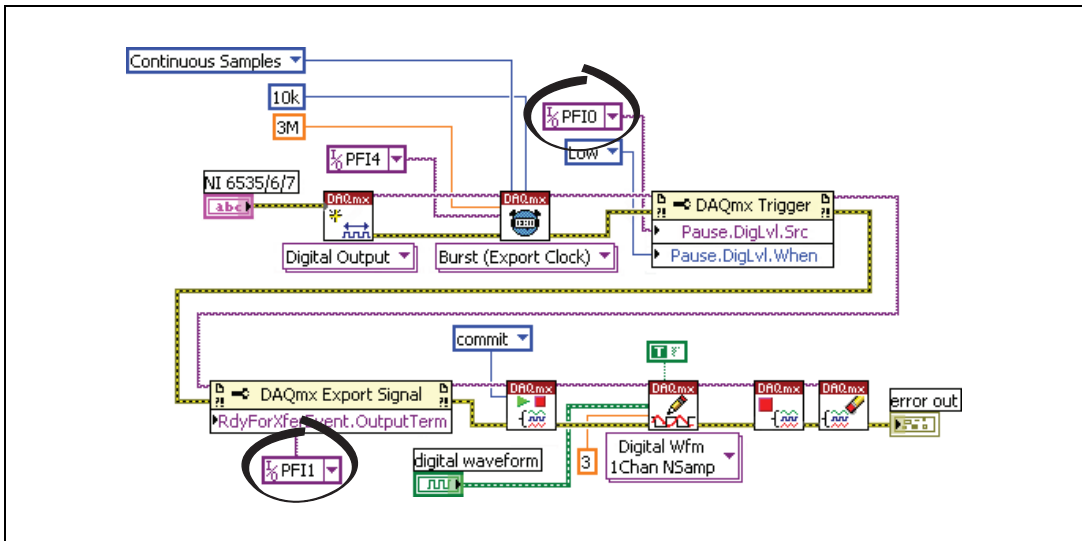 Continuous Samples
10k
3M
PFI0
Low
PFI4
NI 6535/6/7
abc
DAQmx
DAQmx
DAQmx Trigger
Pause.DigLvl.Src
Pause.DigLvl.When
Digital Output
Burst (Export Clock)
commit
T F
DAQmx Export Signal
RdyForXferEvent.OutputTerm
DAQmx
DAQmx
DAQmx
DAQmx
error out
PFI1
digital waveform
3
Digital Wfm
1Chan NSamp